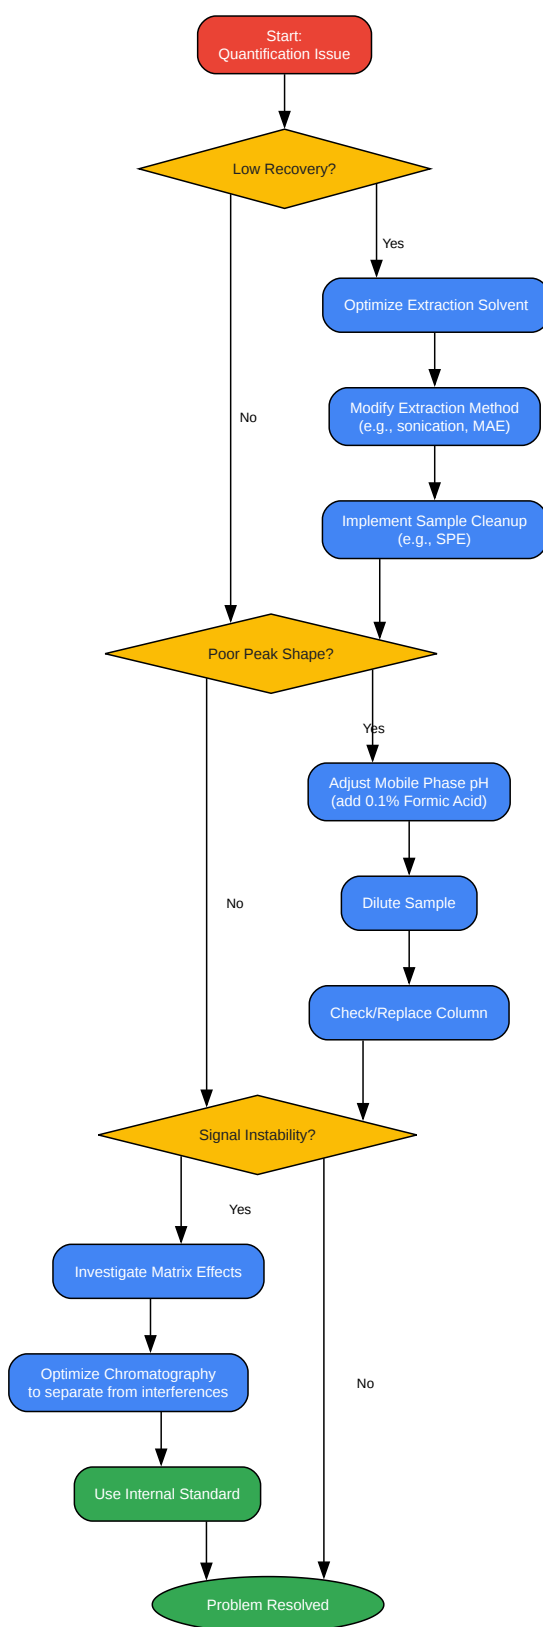 Start:
Quantification Issue
Low Recovery?
Yes
Optimize Extraction Solvent
Modify Extraction Method
(e.g., sonication, MAE)
No
Implement Sample Cleanup
(e.g., SPE)
Poor Peak Shape?
Yes
Adjust Mobile Phase pH
(add 0.1% Formic Acid)
Dilute Sample
No
Check/Replace Column
Signal Instability?
Yes
Investigate Matrix Effects
Optimize Chromatography
to separate from interferences
No
Use Internal Standard
Problem Resolved